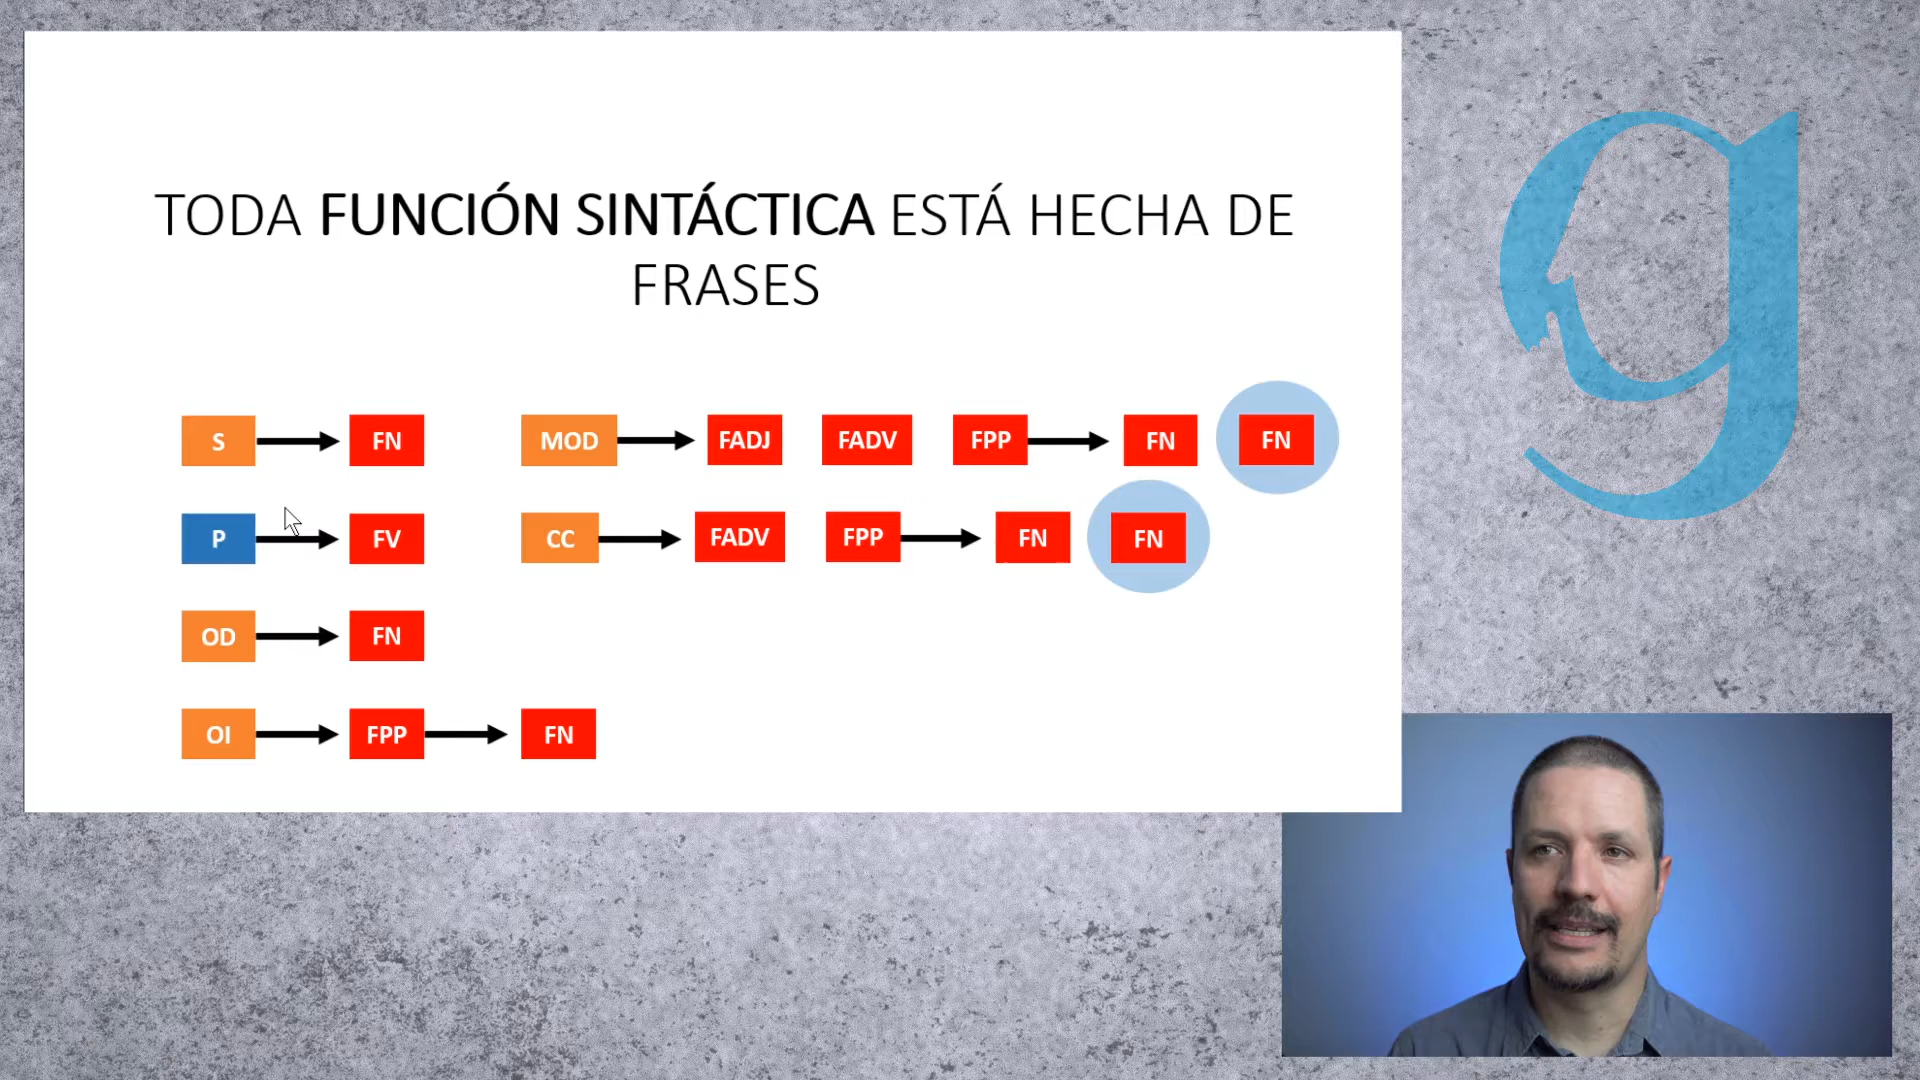 TODA FUNCIÓN SINTÁCTICA ESTÁ HECHA DE
FRASES
S FN MOD FADJ FADV FPP FN FN
P FV CC FADV FPP FN FN
OD FN
OI FPP FN
g